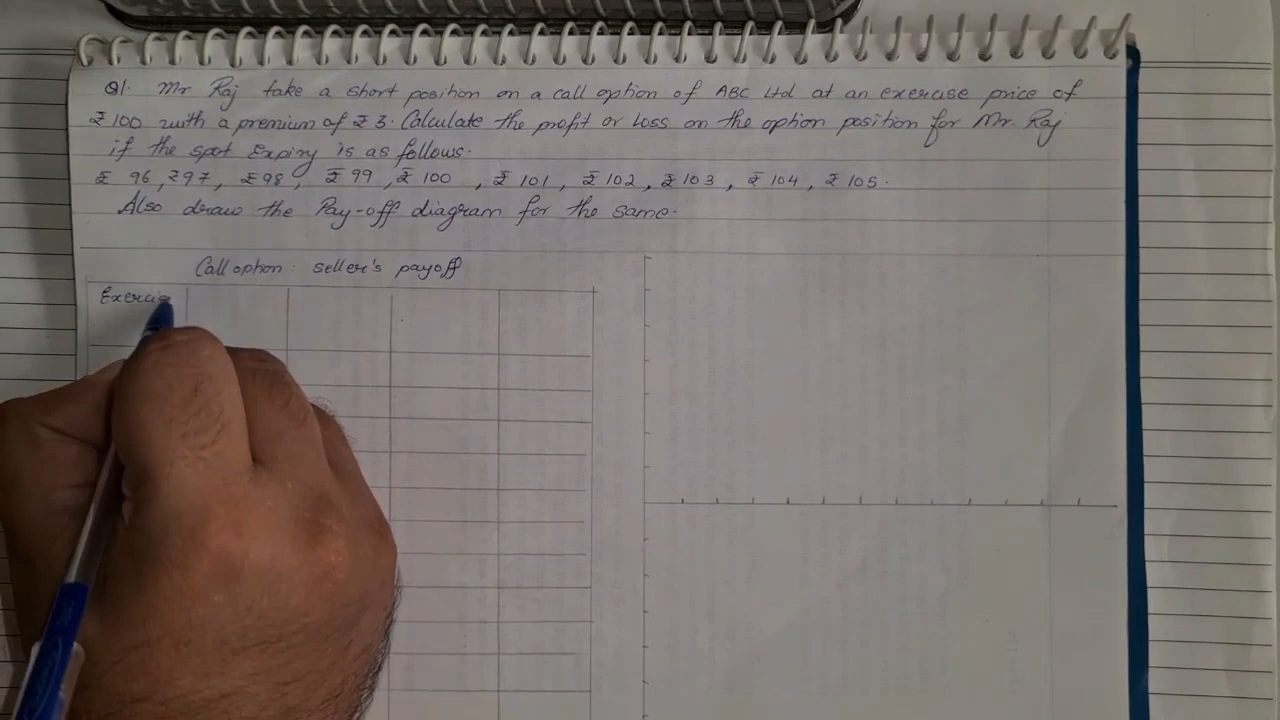 Q1. Mr Raj take a short position on a call option of ABC Ltd at an exercise price of
₹100 with a premium of ₹3. Calculate the profit or Loss on the option position for Mr. Raj
if the spot Expiry is as follows.
₹ 96, ₹97, ₹98, ₹ 99, ₹ 100, ₹ 101, ₹ 102, ₹ 103, ₹ 104, ₹ 105.
Also draw the Pay-off diagram for the same.
Call option: seller's payoff